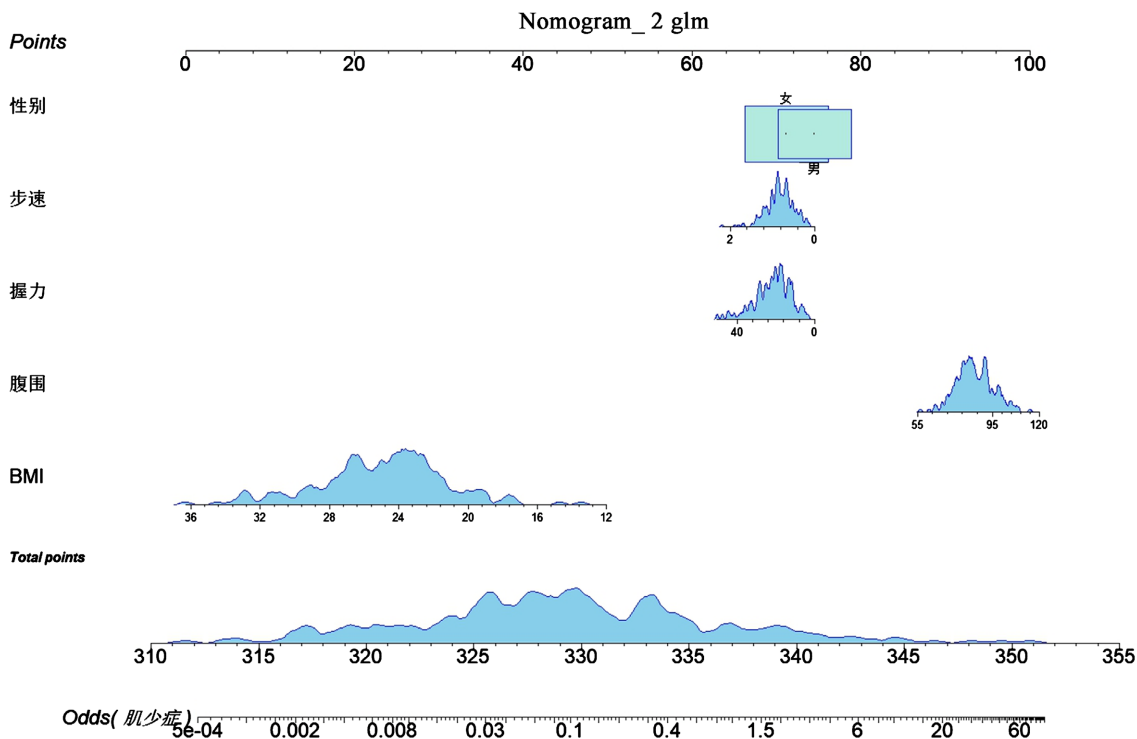 Nomogram_ 2 glm
Points
0 20 40 60 80 100
性别
女
男
步速
2 0
握力
40 0
腹围
55 95 120
BMI
36 32 28 24 20 16 12
Total points
310 315 320 325 330 335 340 345 350 355
Odds( 肌少症 )
5e-04 0.002 0.008 0.03 0.1 0.4 1.5 6 20 60